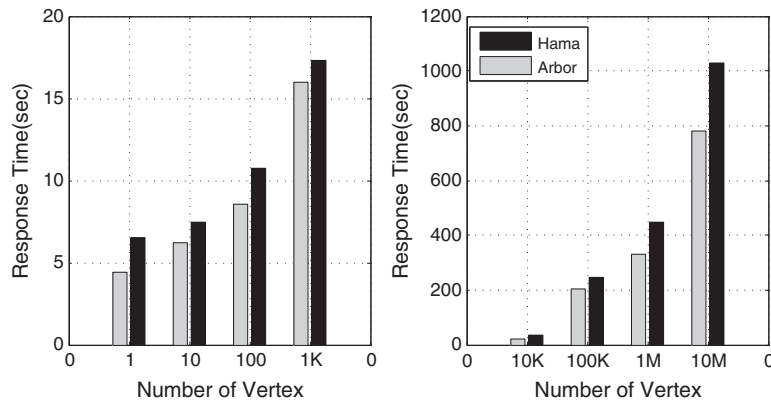 20
15
10
5
0
Response Time(sec)
0 1 10 100 1K 0
Number of Vertex
1200
1000
800
600
400
200
0
Response Time(sec)
Hama
Arbor
0 10K 100K 1M 10M 0
Number of Vertex